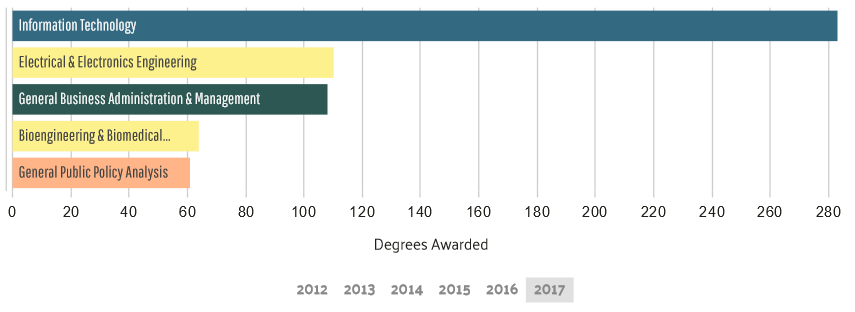 Information Technology
Electrical & Electronics Engineering
General Business Administration & Management
Bioengineering & Biomedical...
General Public Policy Analysis
0 20 40 60 80 100 120 140 160 180 200 220 240 260 280
Degrees Awarded
2012 2013 2014 2015 2016 2017